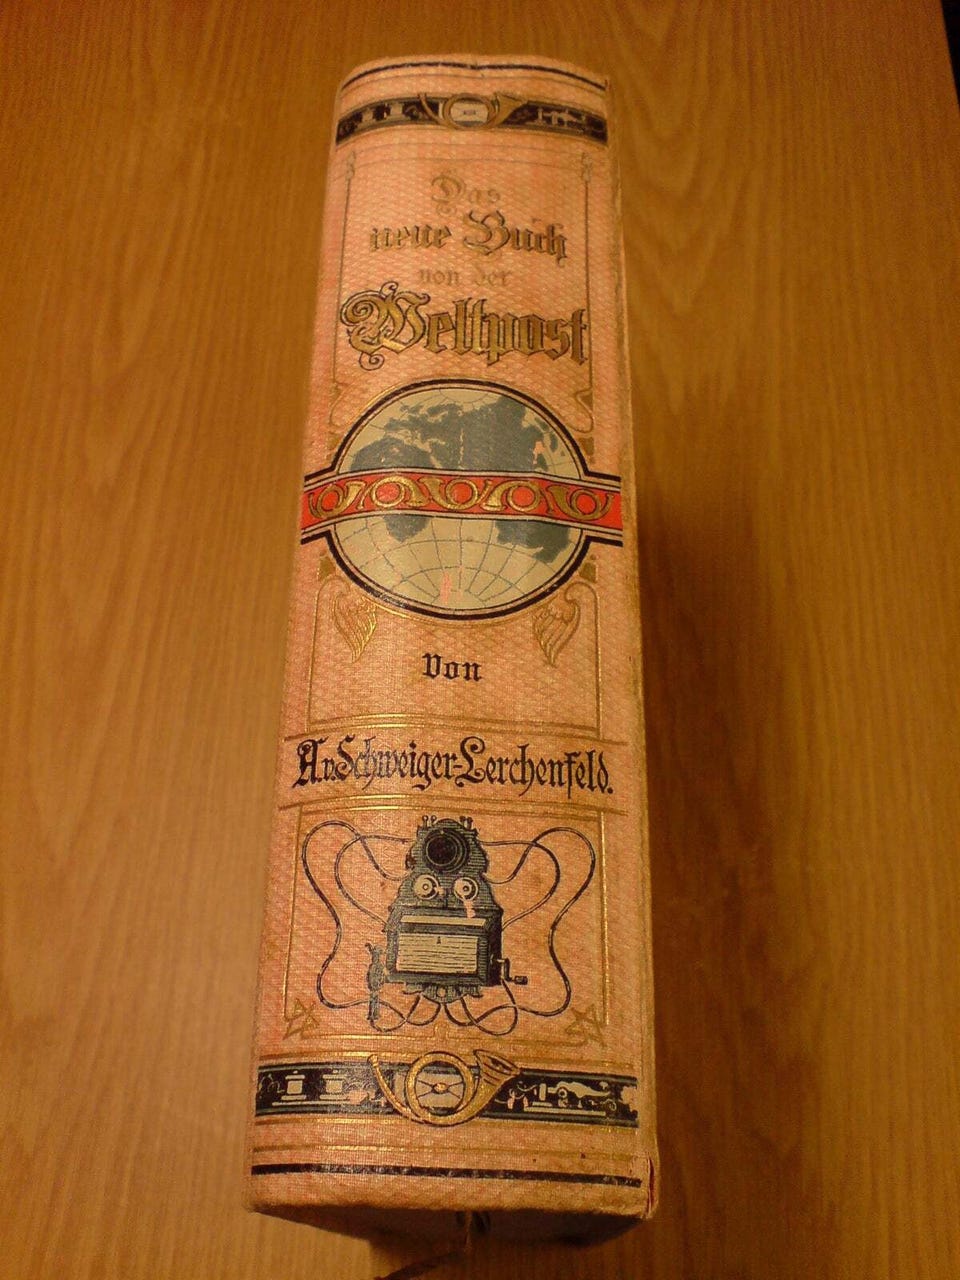 Das
neue Buch
von der
Weltpost
Von
A.v.Schweiger-Lerchenfeld.